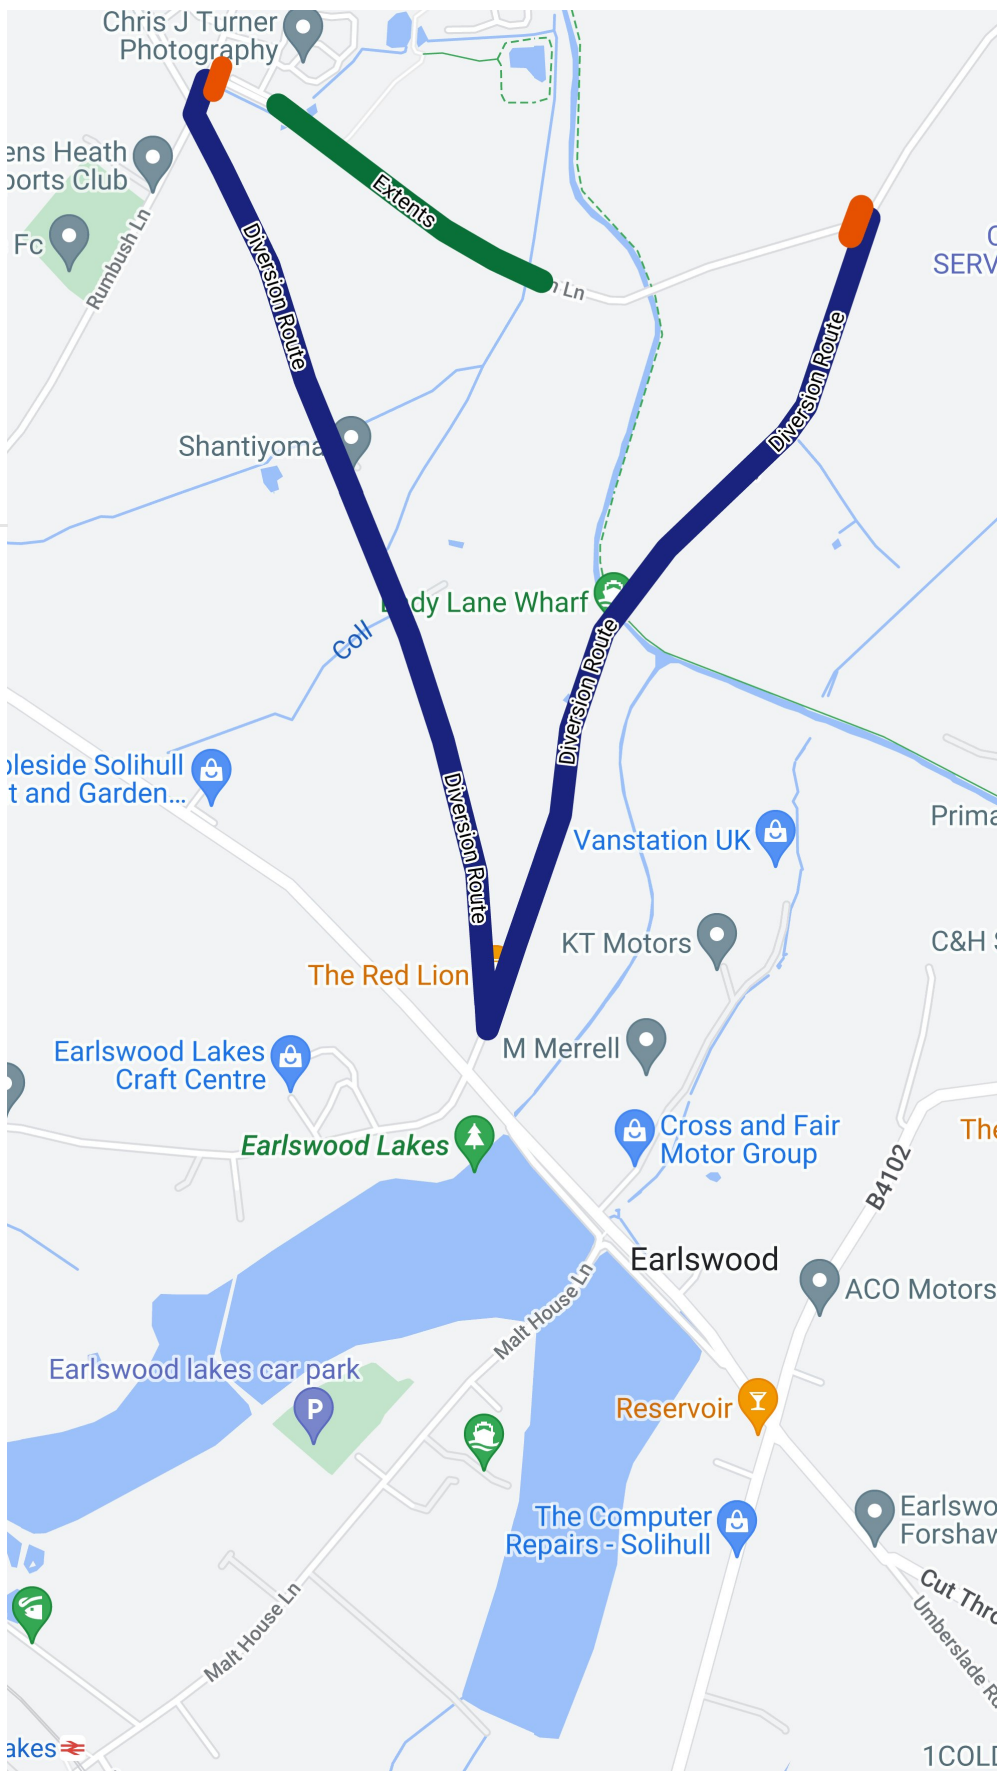 Chris J Turner
Photography
ens Heath
orts Club
Fc
Rumbush Ln
Extents
Diversion Route
n Ln
SERV
Diversion Route
Shantiyoma
dy Lane Wharf
Coll
Diversion Route
leside Solihull
t and Garden...
Diversion Route
Prima
Vanstation UK
KT Motors
C&H
The Red Lion
M Merrell
Earlswood Lakes
Craft Centre
Earlswood Lakes
Cross and Fair
Motor Group
The
B4102
Earlswood
ACO Motors
Malt House Ln
Earlswood lakes car park
P
Reservoir
The Computer
Repairs - Solihull
Earlswo
Forshaw
Cut Thro
Umberslade Ro
Malt House Ln
akes
1COLD